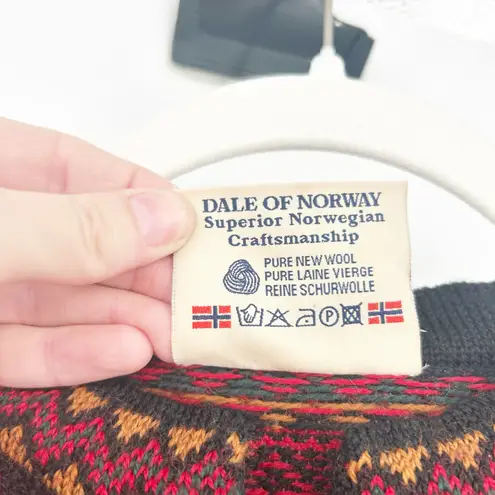 DALE OF NORWAY
Superior Norwegian
Craftsmanship
PURE NEW WOOL
PURE LAINE VIERGE
REINE SCHURWOLLE
P